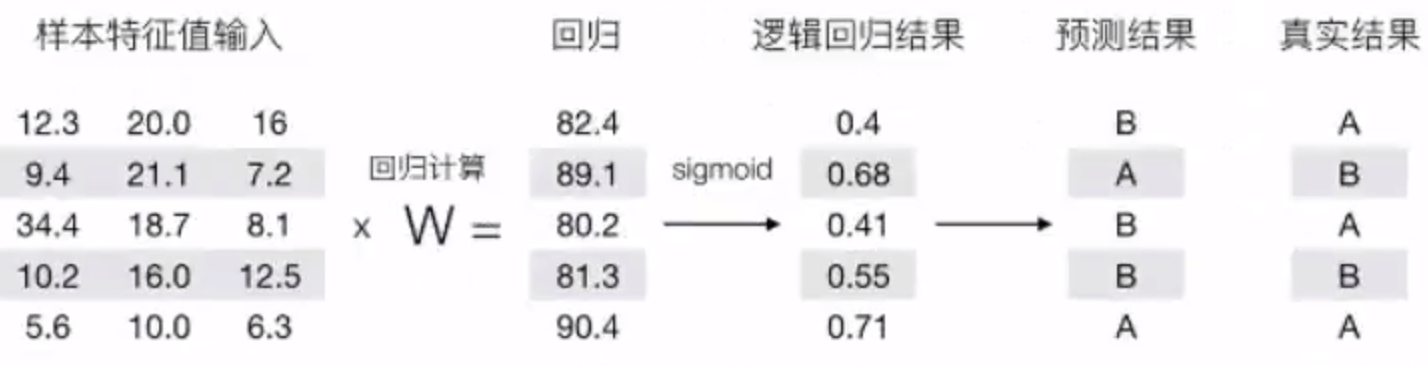 样本特征值输入 回归 逻辑回归结果 预测结果 真实结果
12.3 20.0 16 82.4 0.4 B A
回归计算 sigmoid
9.4 21.1 7.2 89.1 0.68 A B
34.4 18.7 8.1 x W = 80.2 0.41 B A
10.2 16.0 12.5 81.3 0.55 B B
5.6 10.0 6.3 90.4 0.71 A A